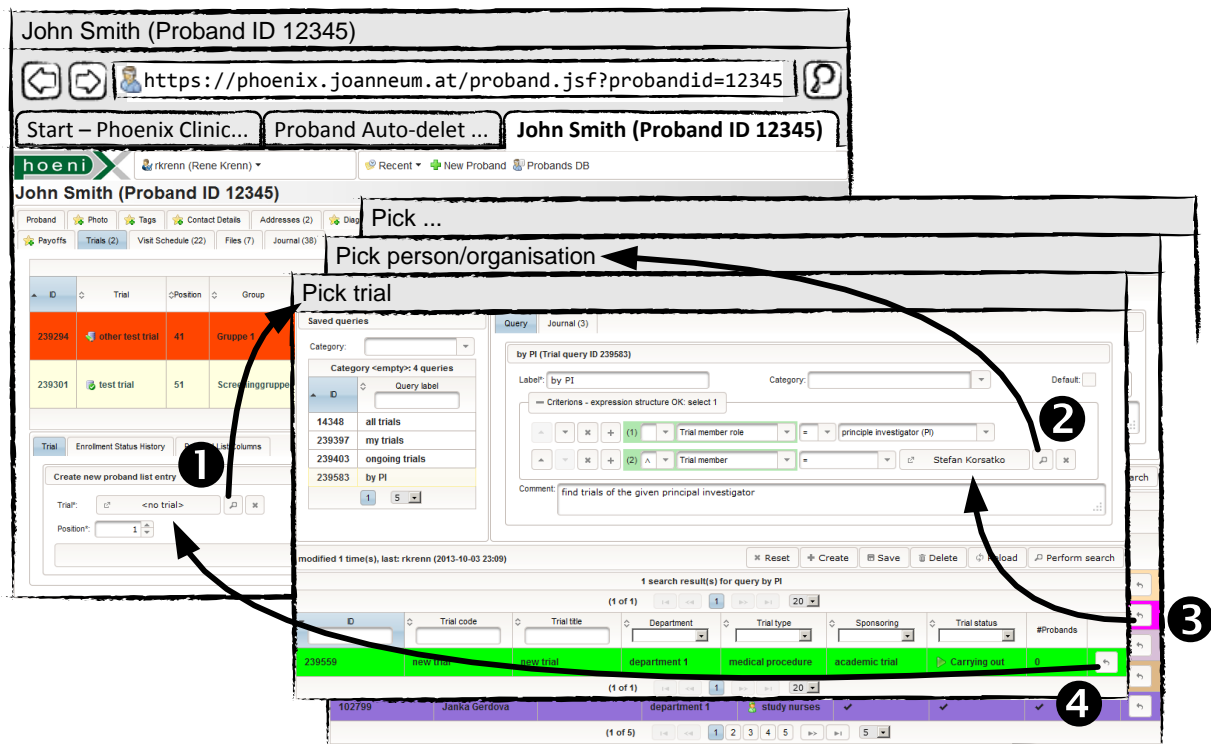 John Smith (Proband ID 12345)
https://phoenix.joanneum.at/proband.jsf?probandid=12345
Start – Phoenix Clinic... Proband Auto-delet ... John Smith (Proband ID 12345)
hoeni rkrenn (Rene Krenn) Recent New Proband Probands DB
John Smith (Proband ID 12345)
Proband Photo Tags Contact Details Addresses (2) Diag
Payoffs Trials (2) Visit Schedule (22) Files (7) Journal (38)
ID Trial Position Group
239294 other test trial 41 Gruppe 1
239301 test trial 51 Screeninggruppe
Trial Enrollment Status History List Columns
Create new proband list entry
Trial*: <no trial>
Position*: 1
Pick ...
Pick person/organisation
Pick trial
Saved queries
Category:
Category <empty>: 4 queries
ID Query label
14348 all trials
239397 my trials
239403 ongoing trials
239583 by PI
1 5
Query Journal (3)
by PI (Trial query ID 239583)
Label*: by PI Category: Default:
Criterions - expression structure OK: select 1
(1) Trial member role = principle investigator (PI)
(2) ∧ Trial member = Stefan Korsatko
Comment: find trials of the given principal investigator
arch
modified 1 time(s), last: rkrenn (2013-10-03 23:09)
Reset Create Save Delete Reload Perform search
1 search result(s) for query by PI
(1 of 1) 1 20
ID Trial code Trial title Department Trial type Sponsoring Trial status #Probands
239559 new trial new trial department 1 medical procedure academic trial Carrying out 0
(1 of 1) 1 20
102799 Janka Gerdova department 1 study nurses
(1 of 5) 1 2 3 4 5 5
1
2
3
4